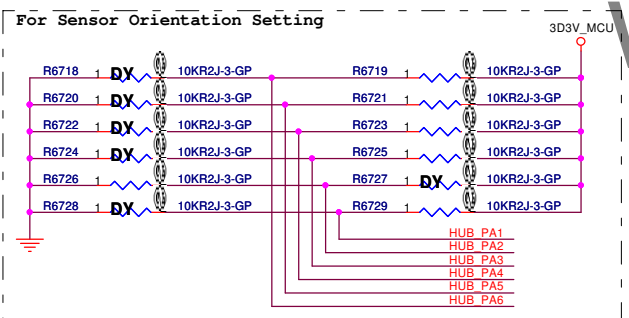 For Sensor Orientation Setting
3D3V_MCU
R6718 1 DY 10KR2J-3-GP R6719 1 10KR2J-3-GP
R6720 1 DY 10KR2J-3-GP R6721 1 10KR2J-3-GP
R6722 1 DY 10KR2J-3-GP R6723 1 10KR2J-3-GP
R6724 1 DY 10KR2J-3-GP R6725 1 10KR2J-3-GP
R6726 1 10KR2J-3-GP R6727 1 DY 10KR2J-3-GP
R6728 1 DY 10KR2J-3-GP R6729 1 10KR2J-3-GP
HUB_PA1
HUB_PA2
HUB_PA3
HUB_PA4
HUB_PA5
HUB_PA6